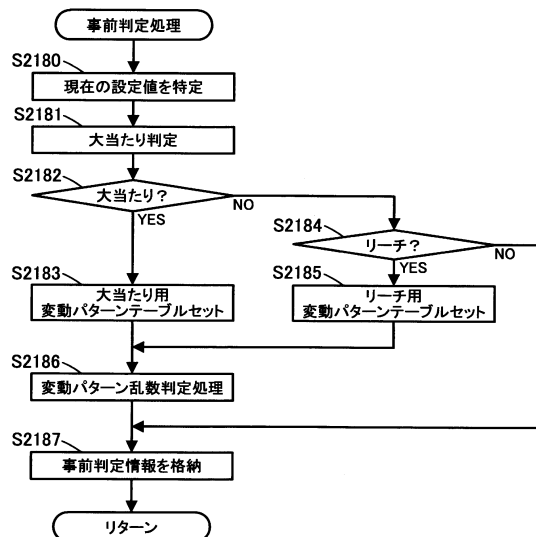 事前判定処理
S2180
現在の設定値を特定
S2181
大当たり判定
S2182
大当たり？
NO
YES
S2184
リーチ？
NO
YES
S2183
大当たり用
変動パターンテーブルセット
S2185
リーチ用
変動パターンテーブルセット
S2186
変動パターン乱数判定処理
S2187
事前判定情報を格納
リターン